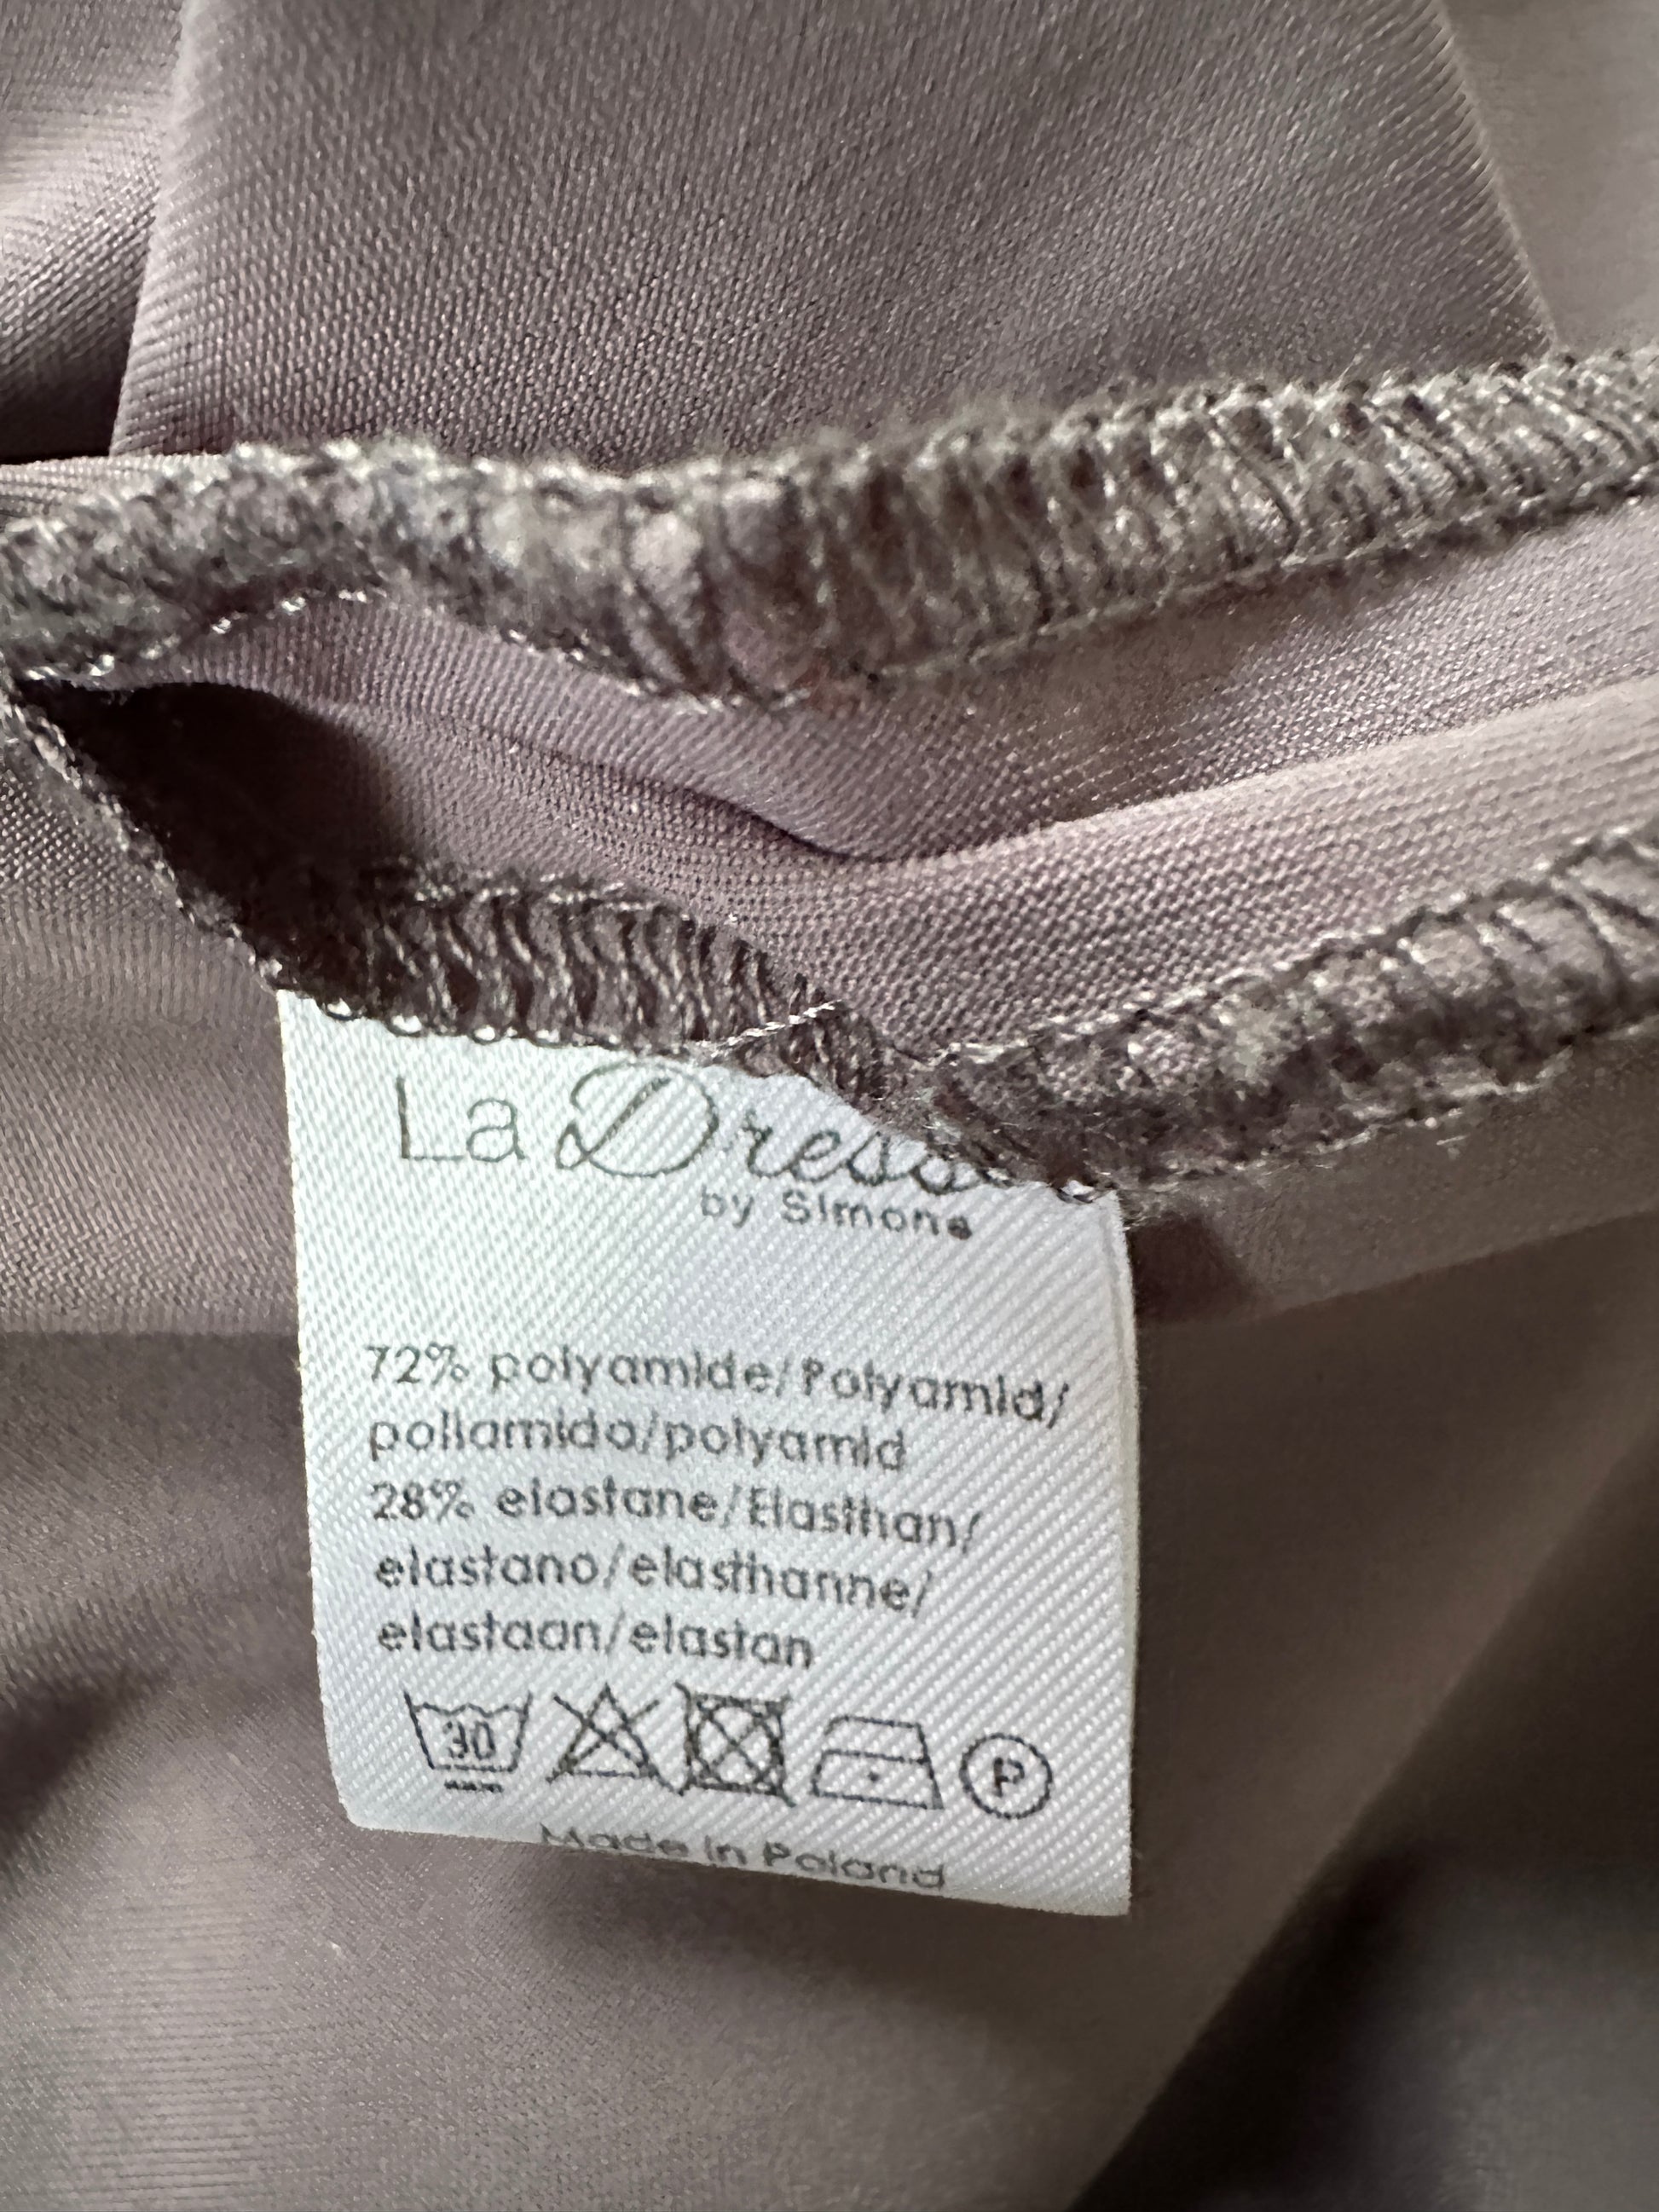 La Dress
by Simone
72% polyamide/Polyamid/
poliamida/polyamid
28% elastane/Elasthan/
elastano/elasthanne/
elastaan/elastan
30
P
Made in Poland